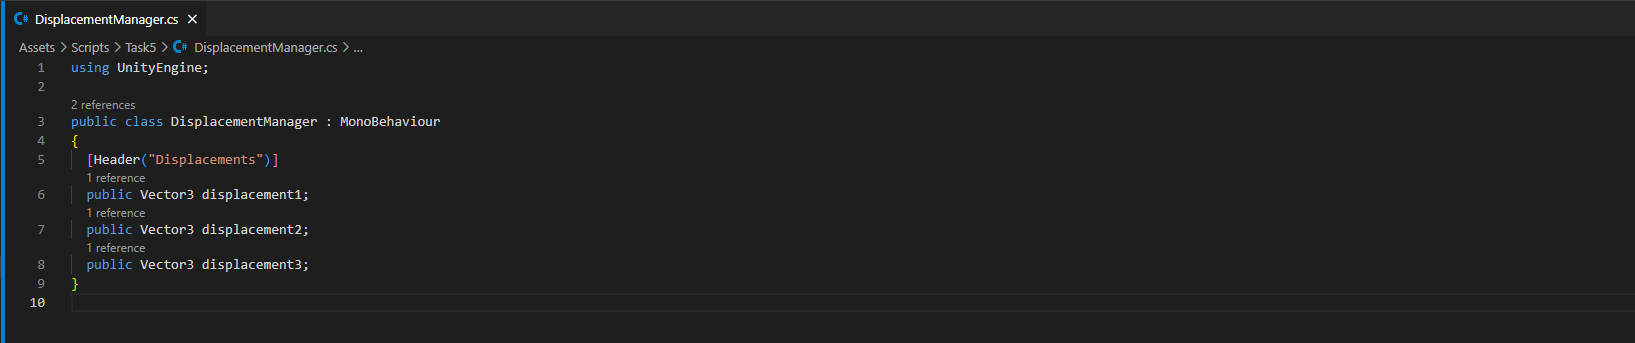 C# DisplacementManager.cs ×
Assets > Scripts > Task5 > C# DisplacementManager.cs > ...
1 using UnityEngine;
2
2 references
3 public class DisplacementManager : MonoBehaviour
4 {
5 [Header("Displacements")]
1 reference
6 public Vector3 displacement1;
1 reference
7 public Vector3 displacement2;
1 reference
8 public Vector3 displacement3;
9 }
10